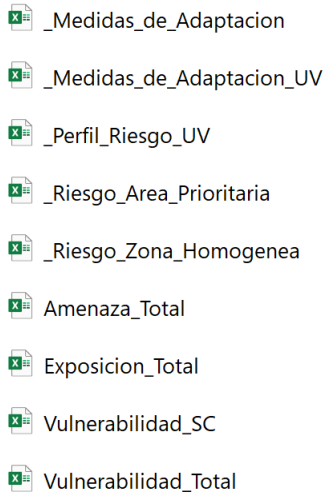 _Medidas_de_Adaptacion
_Medidas_de_Adaptacion_UV
_Perfil_Riesgo_UV
_Riesgo_Area_Prioritaria
_Riesgo_Zona_Homogenea
Amenaza_Total
Exposicion_Total
Vulnerabilidad_SC
Vulnerabilidad_Total